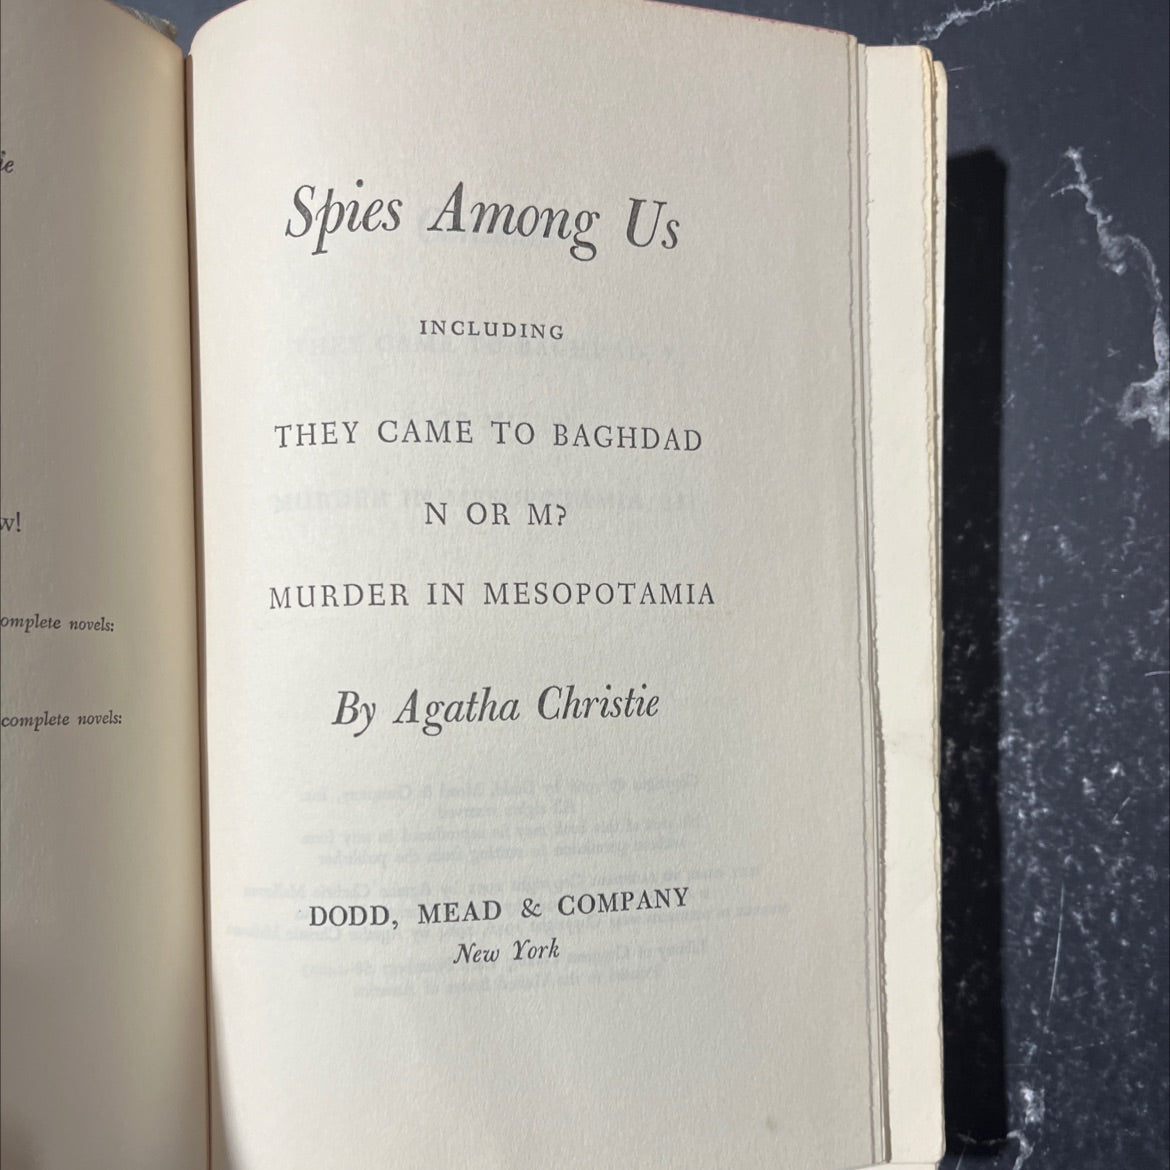 ie
w!
omplete novels:
complete novels:
Spies Among Us
INCLUDING
THEY CAME TO BAGHDAD
N OR M?
MURDER IN MESOPOTAMIA
By Agatha Christie
DODD, MEAD & COMPANY
New York